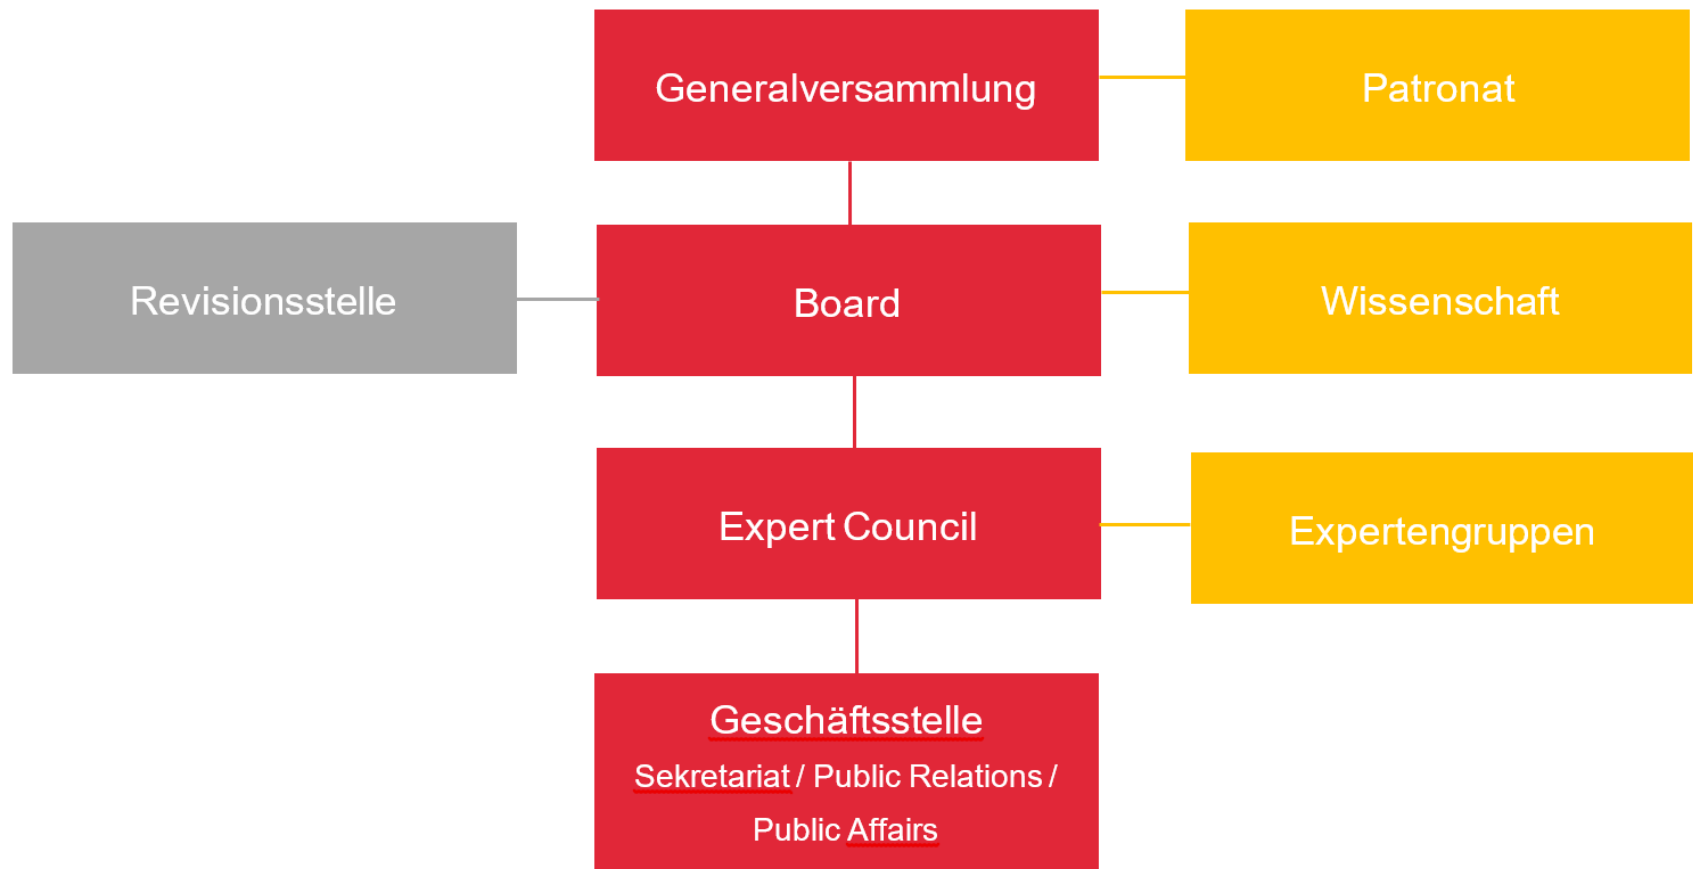 Generalversammlung
Patronat
Revisionsstelle
Board
Wissenschaft
Expert Council
Expertengruppen
Geschäftsstelle
Sekretariat / Public Relations /
Public Affairs